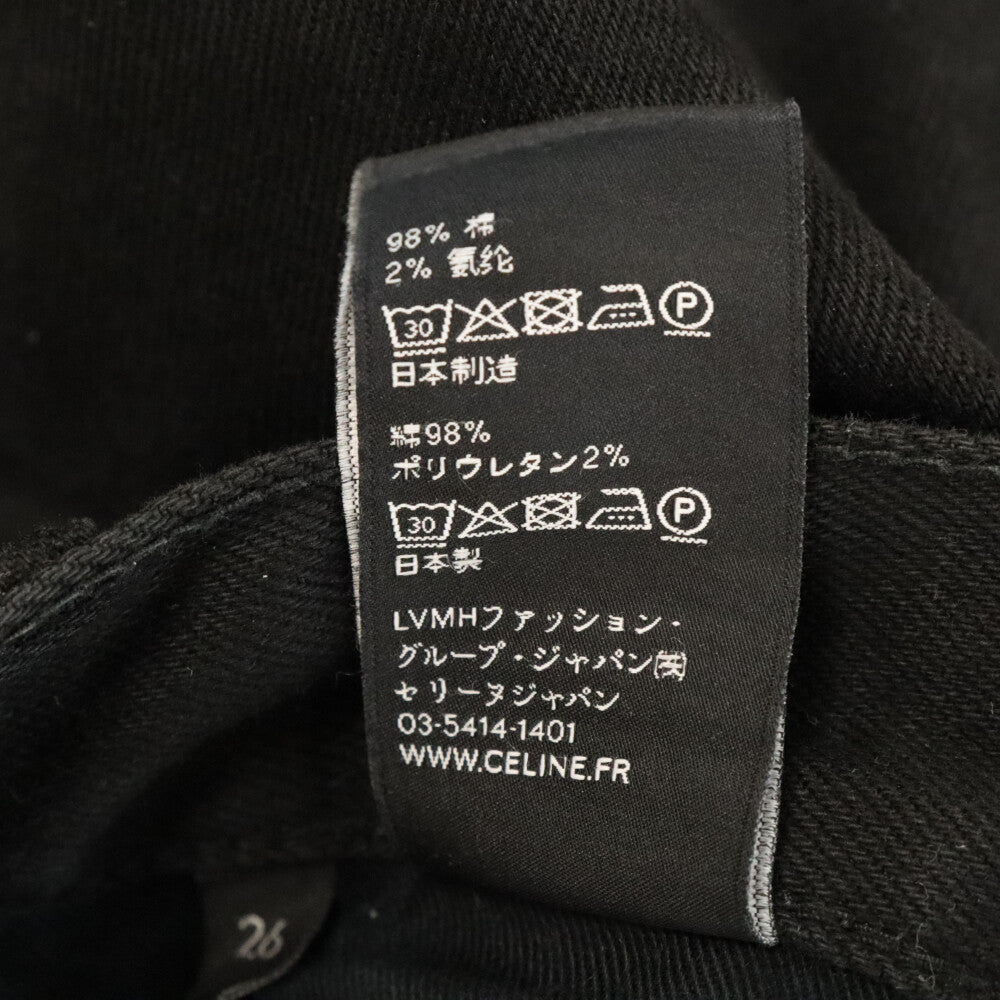 98% 棉
2% 氨纶
30 P
日本制造
綿98%
ポリウレタン2%
30 P
日本製
LVMHファッション・
グループ・ジャパン㈱
セリーヌジャパン
03-5414-1401
WWW.CELINE.FR
26